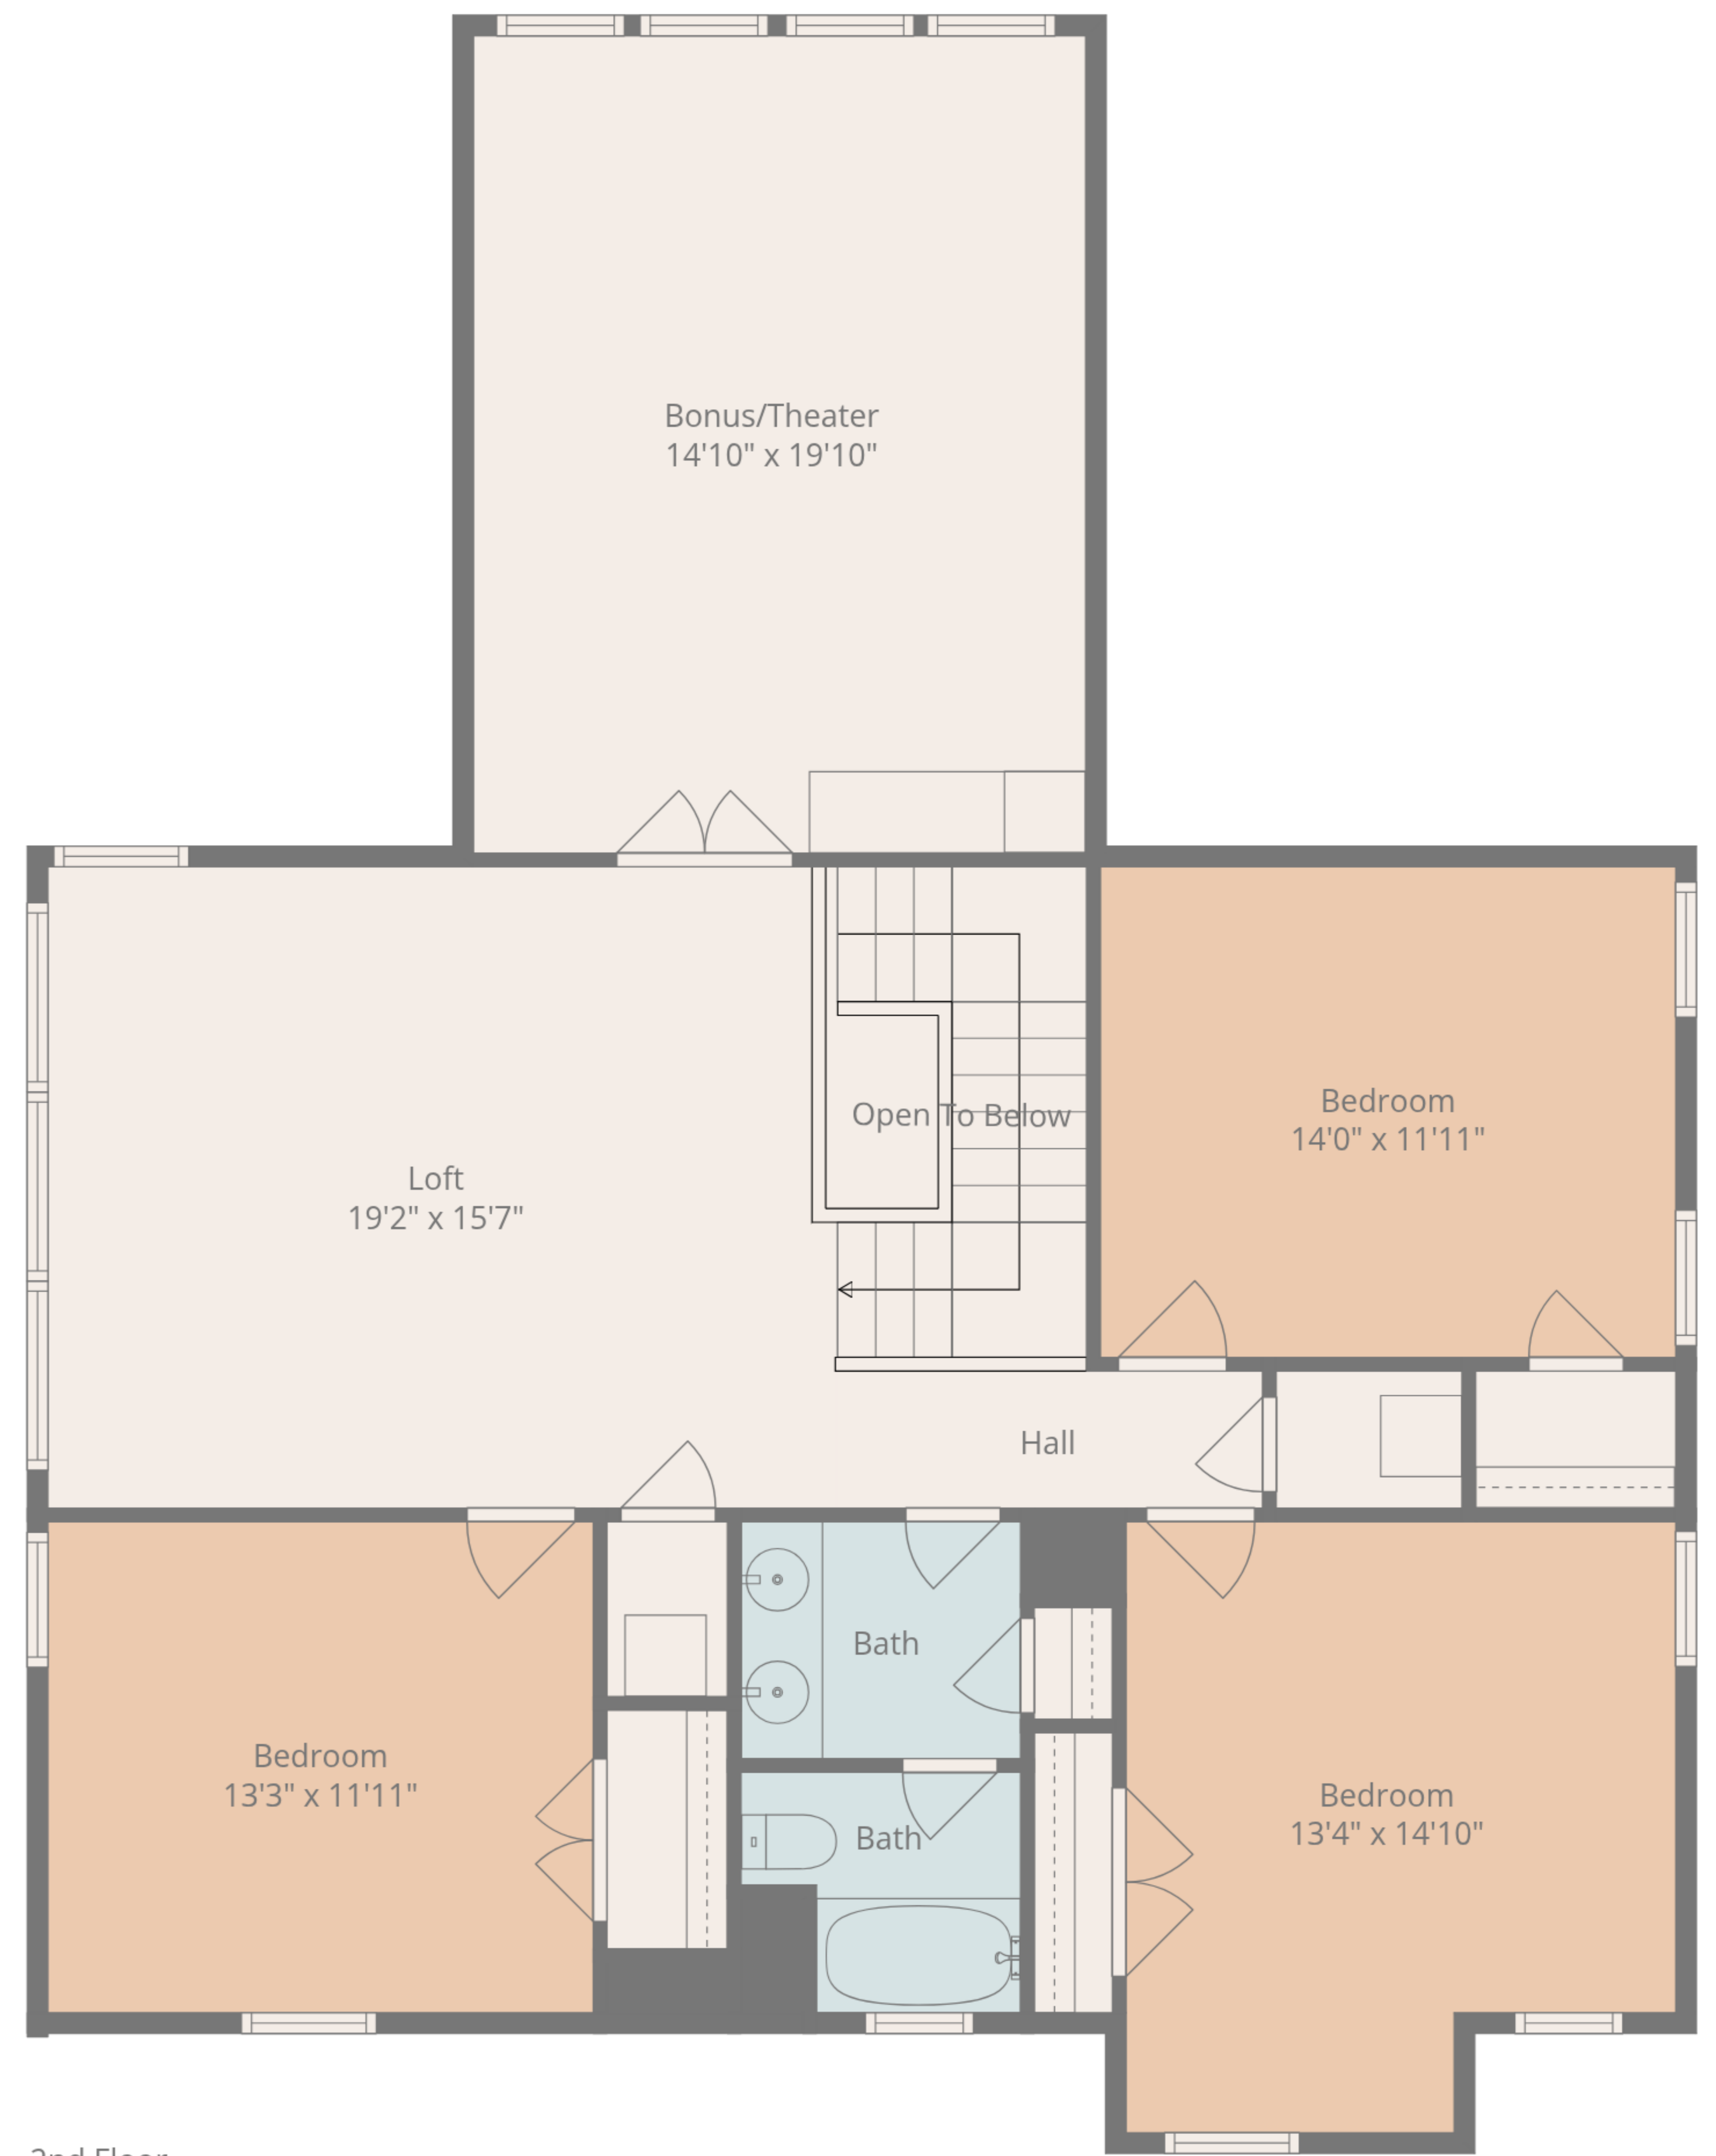 Bonus/Theater
14'10" x 19'10"
Open To Below
Bedroom
14'0" x 11'11"
Loft
19'2" x 15'7"
Hall
Bath
Bedroom
13'3" x 11'11"
Bath
Bedroom
13'4" x 14'10"
Floor